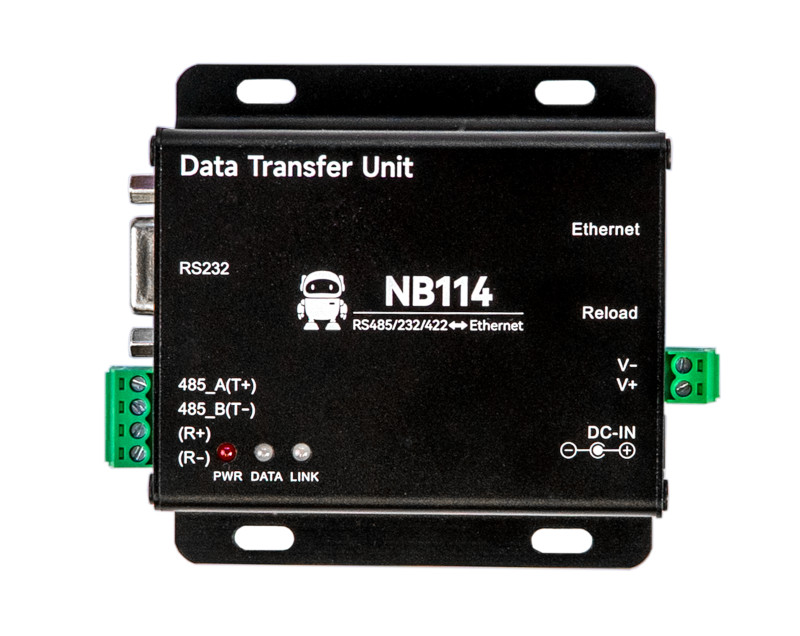 Data Transfer Unit
Ethernet
RS232
NB114
RS485/232/422↔Ethernet
Reload
V−
V+
485_A(T+)
485_B(T−)
(R+)
(R−)
DC-IN
PWR DATA LINK